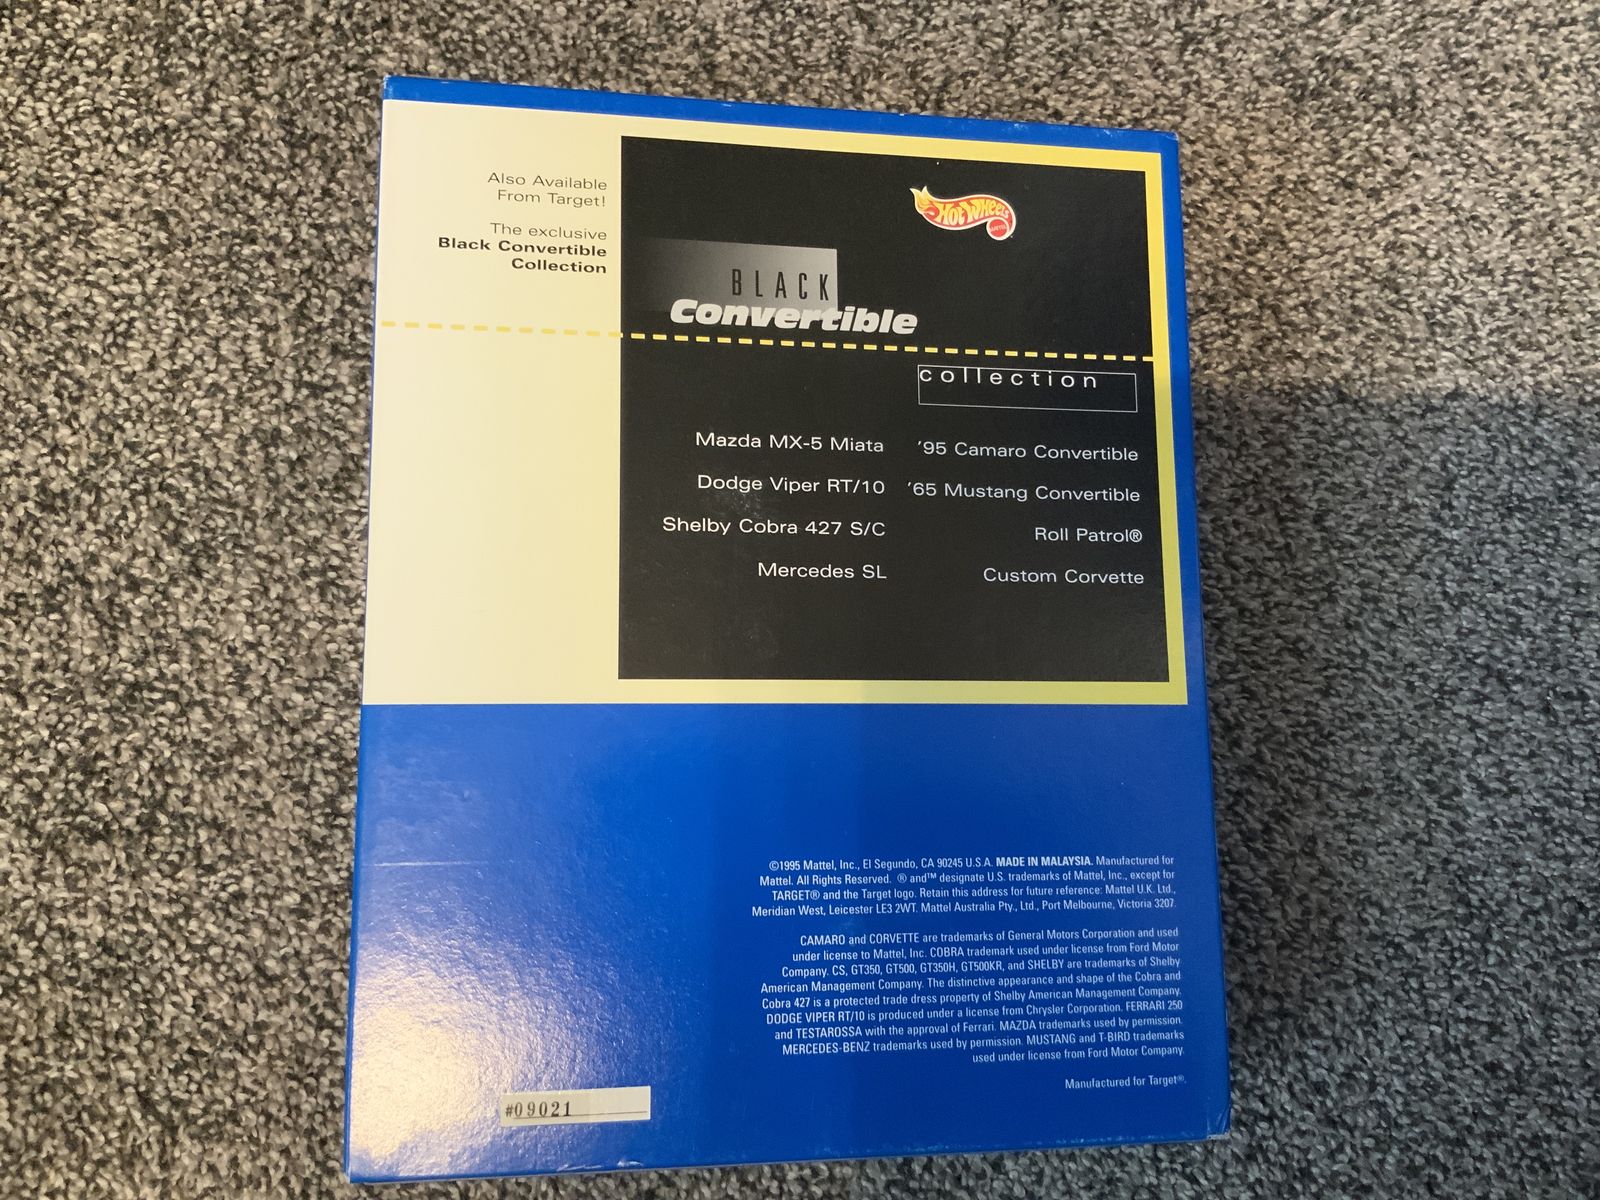 Also Available
From Target!
The exclusive
Black Convertible
Collection
HOT WHEELS
MATTEL
BLACK
Convertible
collection
Mazda MX-5 Miata
Dodge Viper RT/10
Shelby Cobra 427 S/C
Mercedes SL
'95 Camaro Convertible
'65 Mustang Convertible
Roll Patrol®
Custom Corvette
©1995 Mattel, Inc., El Segundo, CA 90245 U.S.A. MADE IN MALAYSIA. Manufactured for
Mattel. All Rights Reserved. ® and™ designate U.S. trademarks of Mattel, Inc., except for
TARGET® and the Target logo. Retain this address for future reference: Mattel U.K. Ltd.,
Meridian West, Leicester LE3 2WT. Mattel Australia Pty., Ltd., Port Melbourne, Victoria 3207.
CAMARO and CORVETTE are trademarks of General Motors Corporation and used
under license to Mattel, Inc. COBRA trademark used under license from Ford Motor
Company. CS, GT350, GT500, GT350H, GT500KR, and SHELBY are trademarks of Shelby
American Management Company. The distinctive appearance and shape of the Cobra and
Cobra 427 is a protected trade dress property of Shelby American Management Company.
DODGE VIPER RT/10 is produced under a license from Chrysler Corporation. FERRARI 250
and TESTAROSSA with the approval of Ferrari. MAZDA trademarks used by permission.
MERCEDES-BENZ trademarks used by permission. MUSTANG and T-BIRD trademarks
used under license from Ford Motor Company.
Manufactured for Target®.
#09021